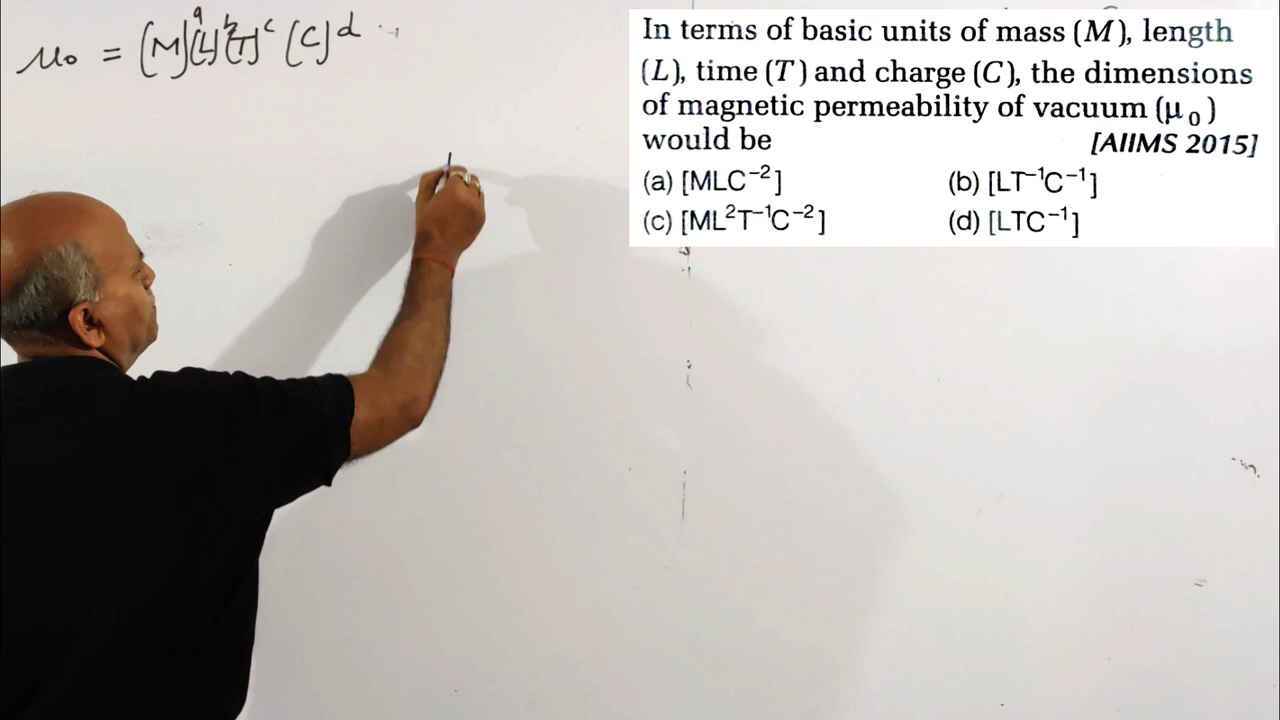 μ₀ = [M]ᵃ[L]ᵇ[T]ᶜ [C]ᵈ
In terms of basic units of mass (M), length
(L), time (T) and charge (C), the dimensions
of magnetic permeability of vacuum (μ₀)
would be [AIIMS 2015]
(a) [MLC⁻²] (b) [LT⁻¹C⁻¹]
(c) [ML²T⁻¹C⁻²] (d) [LTC⁻¹]